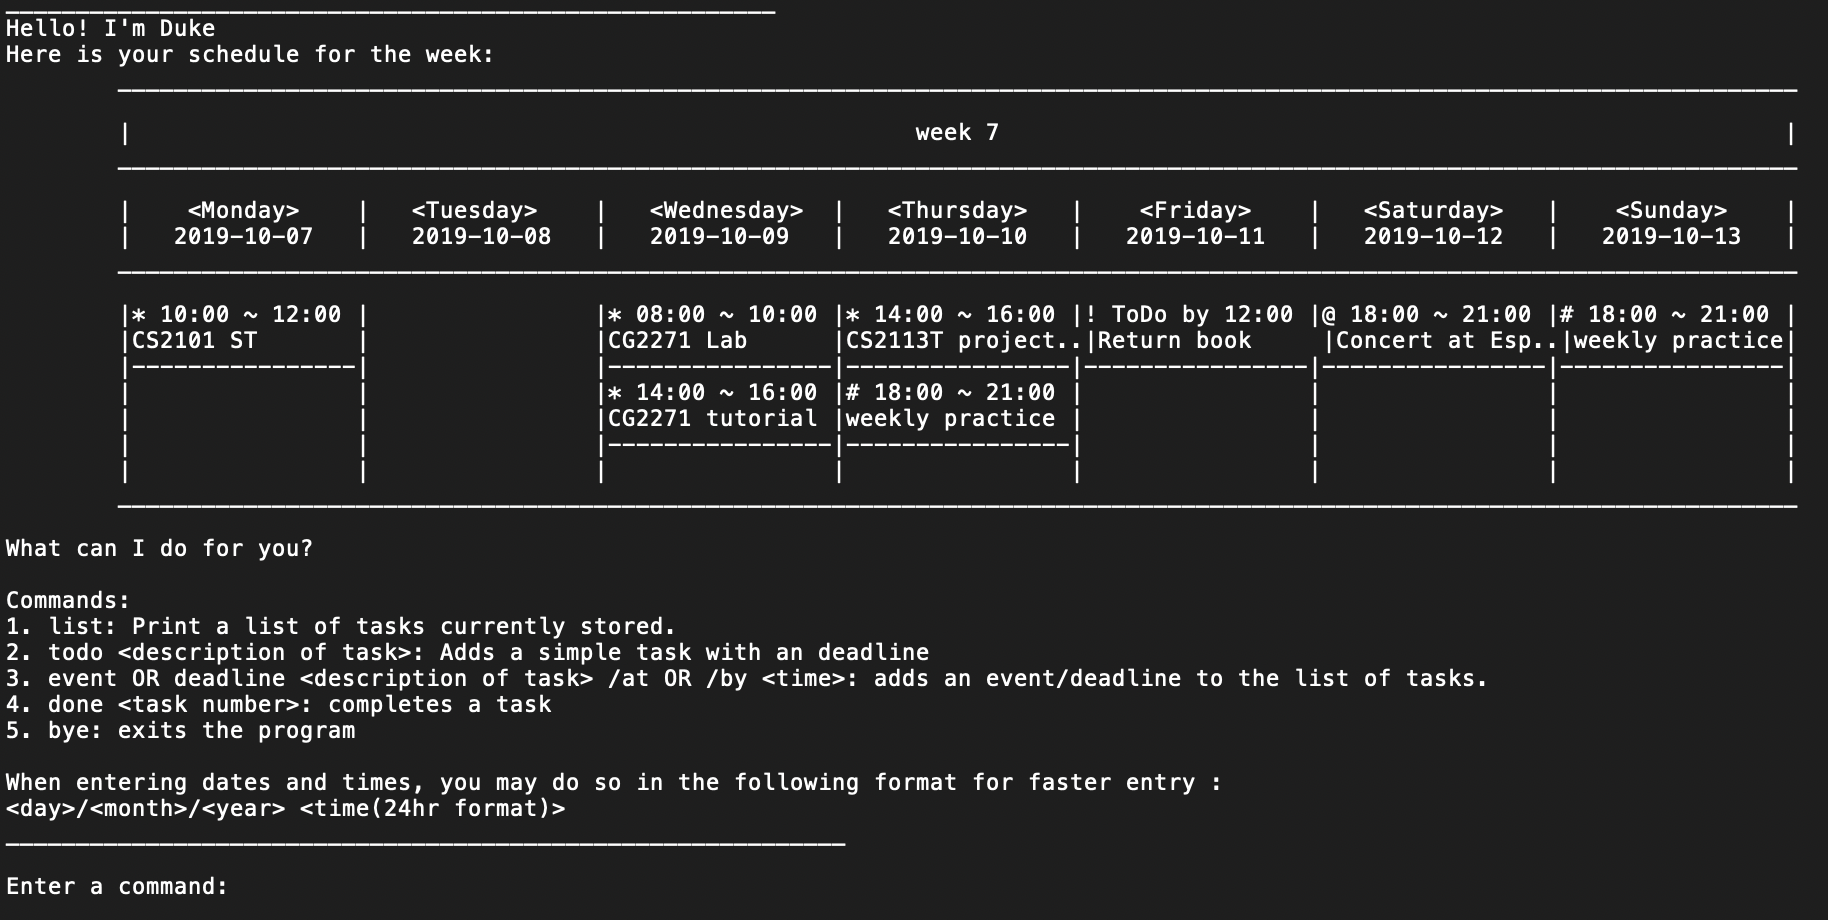 Hello! I'm Duke
Here is your schedule for the week:
| week 7 |
| <Monday> | <Tuesday> | <Wednesday> | <Thursday> | <Friday> | <Saturday> | <Sunday> |
| 2019-10-07 | 2019-10-08 | 2019-10-09 | 2019-10-10 | 2019-10-11 | 2019-10-12 | 2019-10-13 |
|* 10:00 ~ 12:00 | |* 08:00 ~ 10:00 |* 14:00 ~ 16:00 |! ToDo by 12:00 |@ 18:00 ~ 21:00 |# 18:00 ~ 21:00 |
|CS2101 ST | |CG2271 Lab |CS2113T project..|Return book |Concert at Esp..|weekly practice|
|----------------| |----------------|----------------|----------------|----------------|----------------|
| | |* 14:00 ~ 16:00 |# 18:00 ~ 21:00 | | | |
| | |CG2271 tutorial |weekly practice | | | |
| | |----------------|----------------| | | |
| | | | | | | |
What can I do for you?
Commands:
1. list: Print a list of tasks currently stored.
2. todo <description of task>: Adds a simple task with an deadline
3. event OR deadline <description of task> /at OR /by <time>: adds an event/deadline to the list of tasks.
4. done <task number>: completes a task
5. bye: exits the program
When entering dates and times, you may do so in the following format for faster entry :
<day>/<month>/<year> <time(24hr format)>
Enter a command: